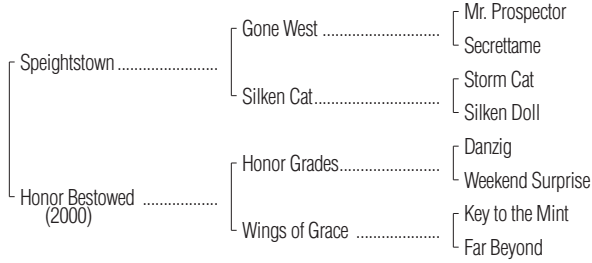 Mr. Prospector
Gone West ........................
Secrettame
Speightstown ........................
Storm Cat
Silken Cat..........................
Silken Doll
Danzig
Honor Grades......................
Weekend Surprise
Honor Bestowed ..................
(2000)
Key to the Mint
Wings of Grace ..................
Far Beyond